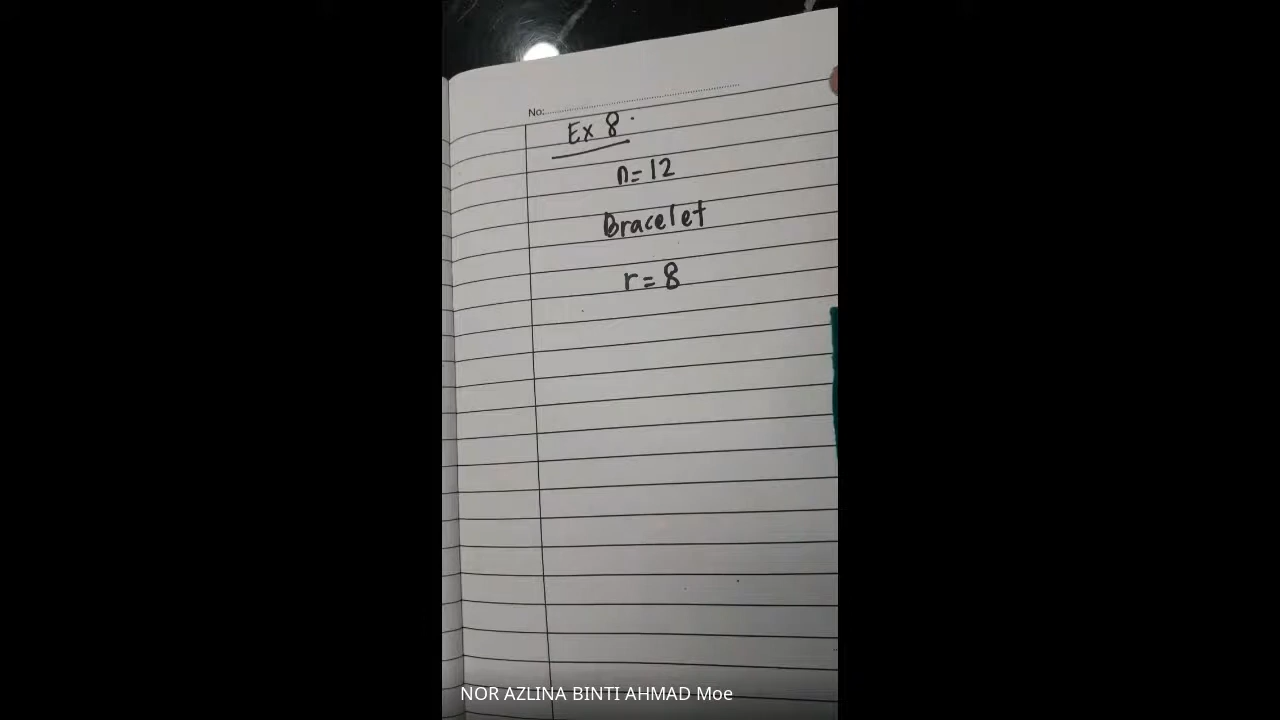 No:
Ex 8.
n=12
Bracelet
r=8
NOR AZLINA BINTI AHMAD Moe